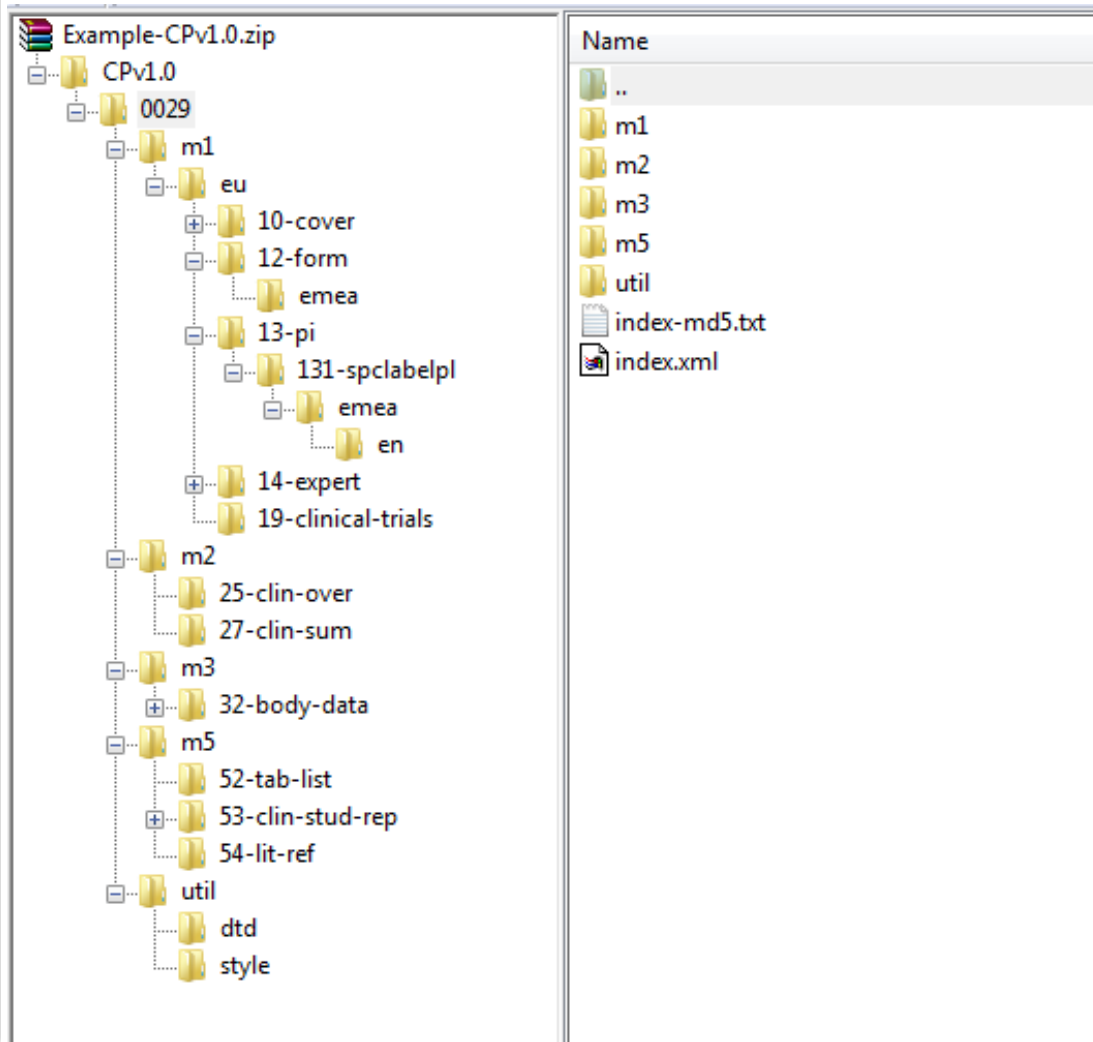 Example-CPv1.0.zip
CPv1.0
0029
m1
eu
10-cover
12-form
emea
13-pi
131-spclabelpl
emea
en
14-expert
19-clinical-trials
m2
25-clin-over
27-clin-sum
m3
32-body-data
m5
52-tab-list
53-clin-stud-rep
54-lit-ref
util
dtd
style
Name
..
m1
m2
m3
m5
util
index-md5.txt
index.xml